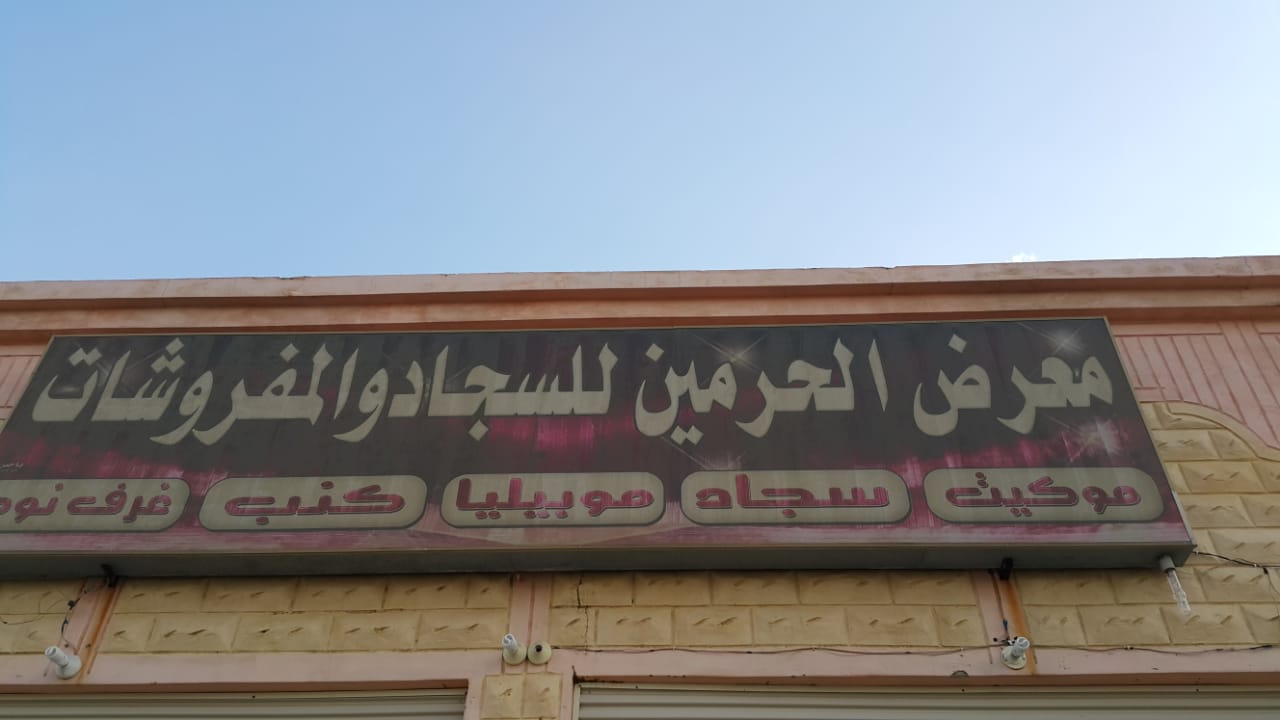 معرض الحرمين للسجاد والمفروشات
موكيت سجاد موبيليا كنب غرف نوم